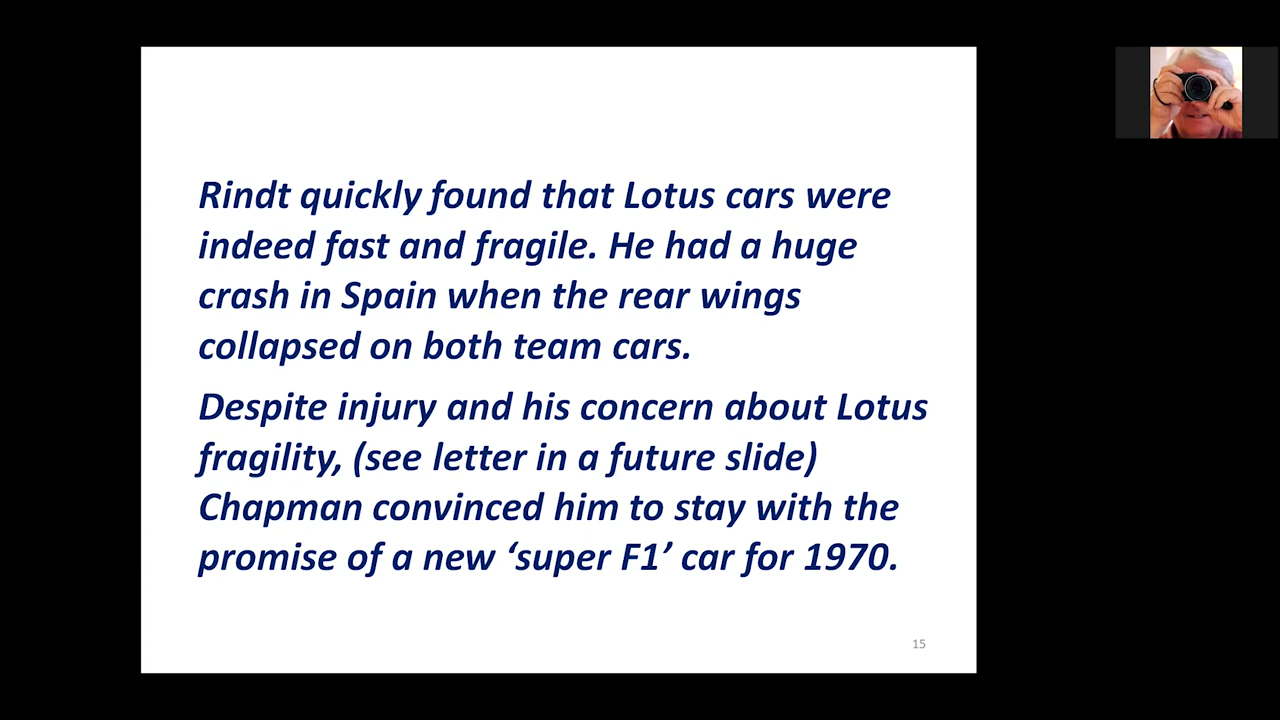 Rindt quickly found that Lotus cars were
indeed fast and fragile. He had a huge
crash in Spain when the rear wings
collapsed on both team cars.
Despite injury and his concern about Lotus
fragility, (see letter in a future slide)
Chapman convinced him to stay with the
promise of a new ‘super F1’ car for 1970.
15